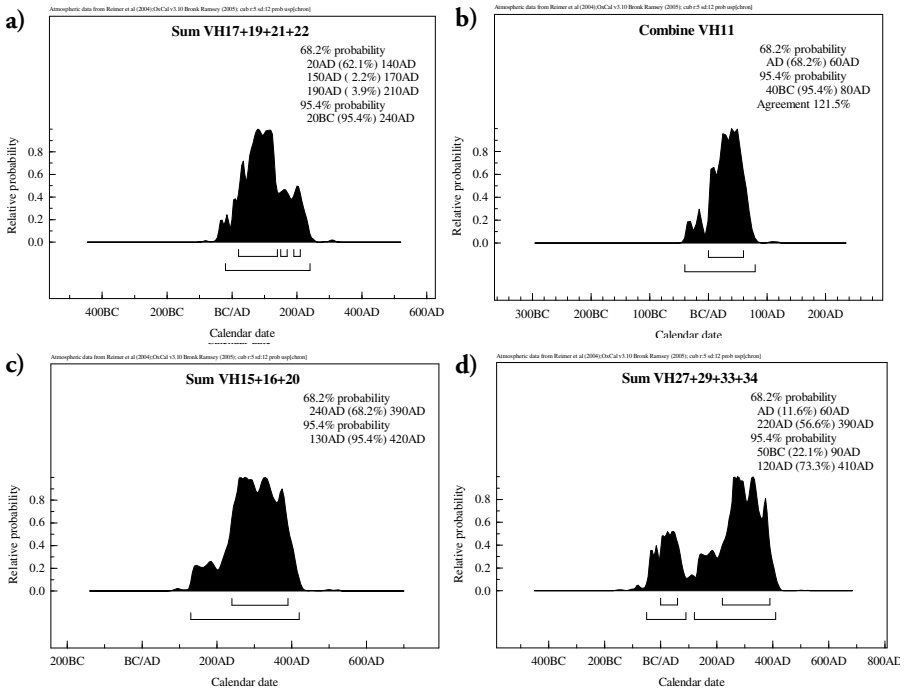 a)
Atmospheric data from Reimer et al (2004);OxCal v3.10 Bronk Ramsey (2005); cub r:5 sd:12 prob usp[chron]
Sum VH17+19+21+22
68.2% probability
20AD (62.1%) 140AD
150AD ( 2.2%) 170AD
190AD ( 3.9%) 210AD
95.4% probability
20BC (95.4%) 240AD
Relative probability
0.8
0.6
0.4
0.2
0.0
400BC 200BC BC/AD 200AD 400AD 600AD
Calendar date
b)
Atmospheric data from Reimer et al (2004);OxCal v3.10 Bronk Ramsey (2005); cub r:5 sd:12 prob usp[chron]
Combine VH11
68.2% probability
AD (68.2%) 60AD
95.4% probability
40BC (95.4%) 80AD
Agreement 121.5%
Relative probability
0.8
0.6
0.4
0.2
0.0
300BC 200BC 100BC BC/AD 100AD 200AD
Calendar date
c)
Atmospheric data from Reimer et al (2004);OxCal v3.10 Bronk Ramsey (2005); cub r:5 sd:12 prob usp[chron]
Sum VH15+16+20
68.2% probability
240AD (68.2%) 390AD
95.4% probability
130AD (95.4%) 420AD
Relative probability
0.8
0.6
0.4
0.2
0.0
200BC BC/AD 200AD 400AD 600AD
Calendar date
d)
Atmospheric data from Reimer et al (2004);OxCal v3.10 Bronk Ramsey (2005); cub r:5 sd:12 prob usp[chron]
Sum VH27+29+33+34
68.2% probability
AD (11.6%) 60AD
220AD (56.6%) 390AD
95.4% probability
50BC (22.1%) 90AD
120AD (73.3%) 410AD
Relative probability
0.8
0.6
0.4
0.2
0.0
400BC 200BC BC/AD 200AD 400AD 600AD 800AD
Calendar date